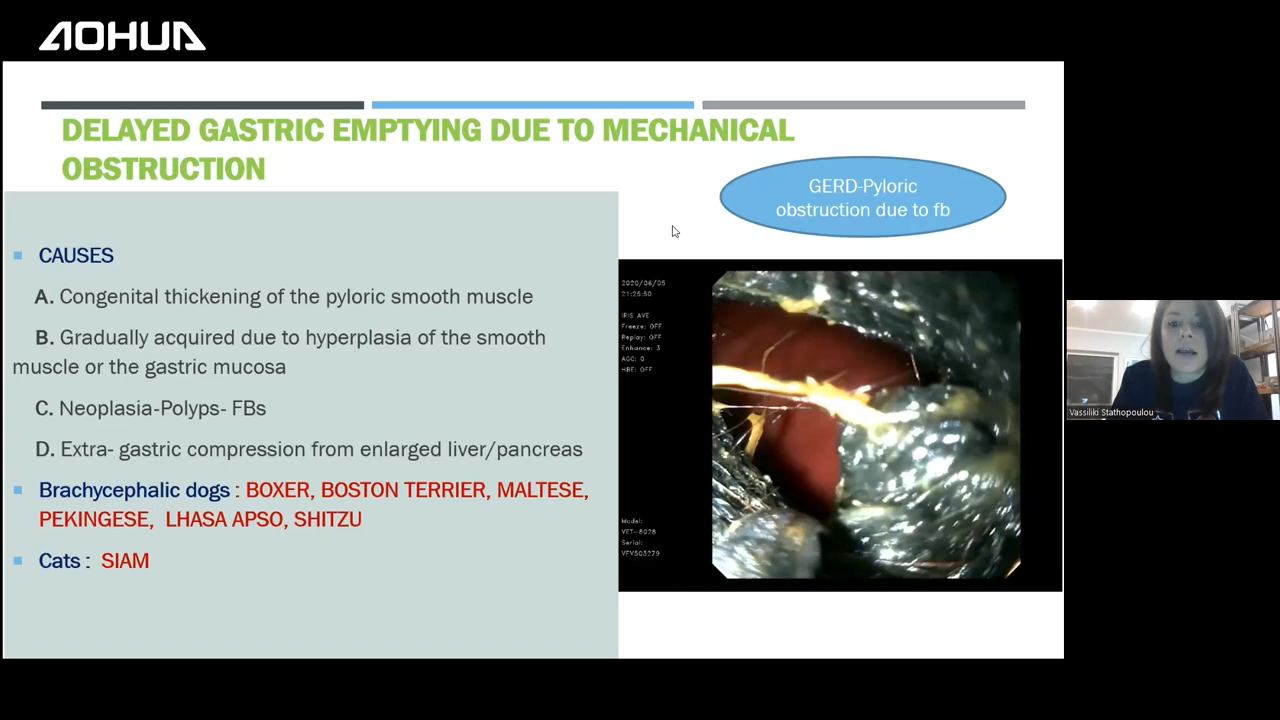 AOHUA
DELAYED GASTRIC EMPTYING DUE TO MECHANICAL
OBSTRUCTION
GERD-Pyloric
obstruction due to fb
CAUSES
A. Congenital thickening of the pyloric smooth muscle
B. Gradually acquired due to hyperplasia of the smooth
muscle or the gastric mucosa
C. Neoplasia-Polyps- FBs
D. Extra- gastric compression from enlarged liver/pancreas
Brachycephalic dogs : BOXER, BOSTON TERRIER, MALTESE,
PEKINGESE, LHASA APSO, SHITZU
Cats : SIAM
2020/06/05
21:25:50
IRIS AVE
Freeze: OFF
Replay: OFF
Enhance: 3
AGC: 0
HBE: OFF
Model:
VET-8028
Serial:
VFV503279
Vassiliki Stathopoulou